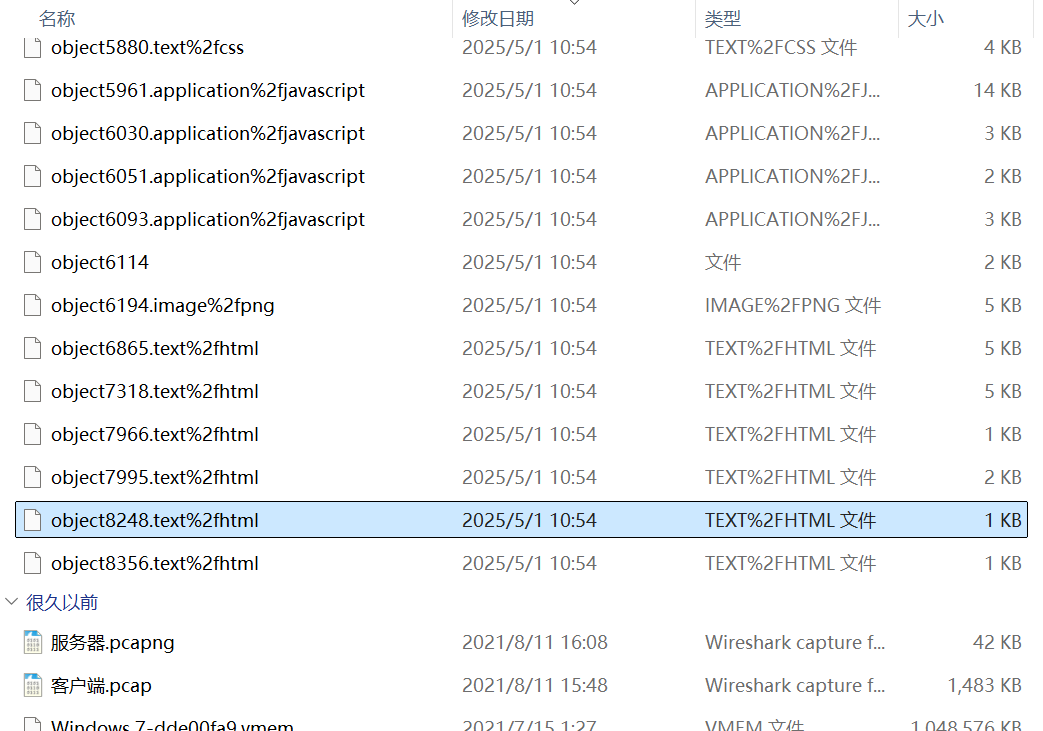 名称 修改日期 类型 大小
object5880.text%2fcss 2025/5/1 10:54 TEXT%2FCSS 文件 4 KB
object5961.application%2fjavascript 2025/5/1 10:54 APPLICATION%2FJ... 14 KB
object6030.application%2fjavascript 2025/5/1 10:54 APPLICATION%2FJ... 3 KB
object6051.application%2fjavascript 2025/5/1 10:54 APPLICATION%2FJ... 2 KB
object6093.application%2fjavascript 2025/5/1 10:54 APPLICATION%2FJ... 3 KB
object6114 2025/5/1 10:54 文件 2 KB
object6194.image%2fpng 2025/5/1 10:54 IMAGE%2FPNG 文件 5 KB
object6865.text%2fhtml 2025/5/1 10:54 TEXT%2FHTML 文件 5 KB
object7318.text%2fhtml 2025/5/1 10:54 TEXT%2FHTML 文件 5 KB
object7966.text%2fhtml 2025/5/1 10:54 TEXT%2FHTML 文件 1 KB
object7995.text%2fhtml 2025/5/1 10:54 TEXT%2FHTML 文件 2 KB
object8248.text%2fhtml 2025/5/1 10:54 TEXT%2FHTML 文件 1 KB
object8356.text%2fhtml 2025/5/1 10:54 TEXT%2FHTML 文件 1 KB
很久以前
服务器.pcapng 2021/8/11 16:08 Wireshark capture f... 42 KB
客户端.pcap 2021/8/11 15:48 Wireshark capture f... 1,483 KB
Windows 7-dde00fa9.vmem 2021/7/15 1:27 VMEM 文件 1,048,576 KB